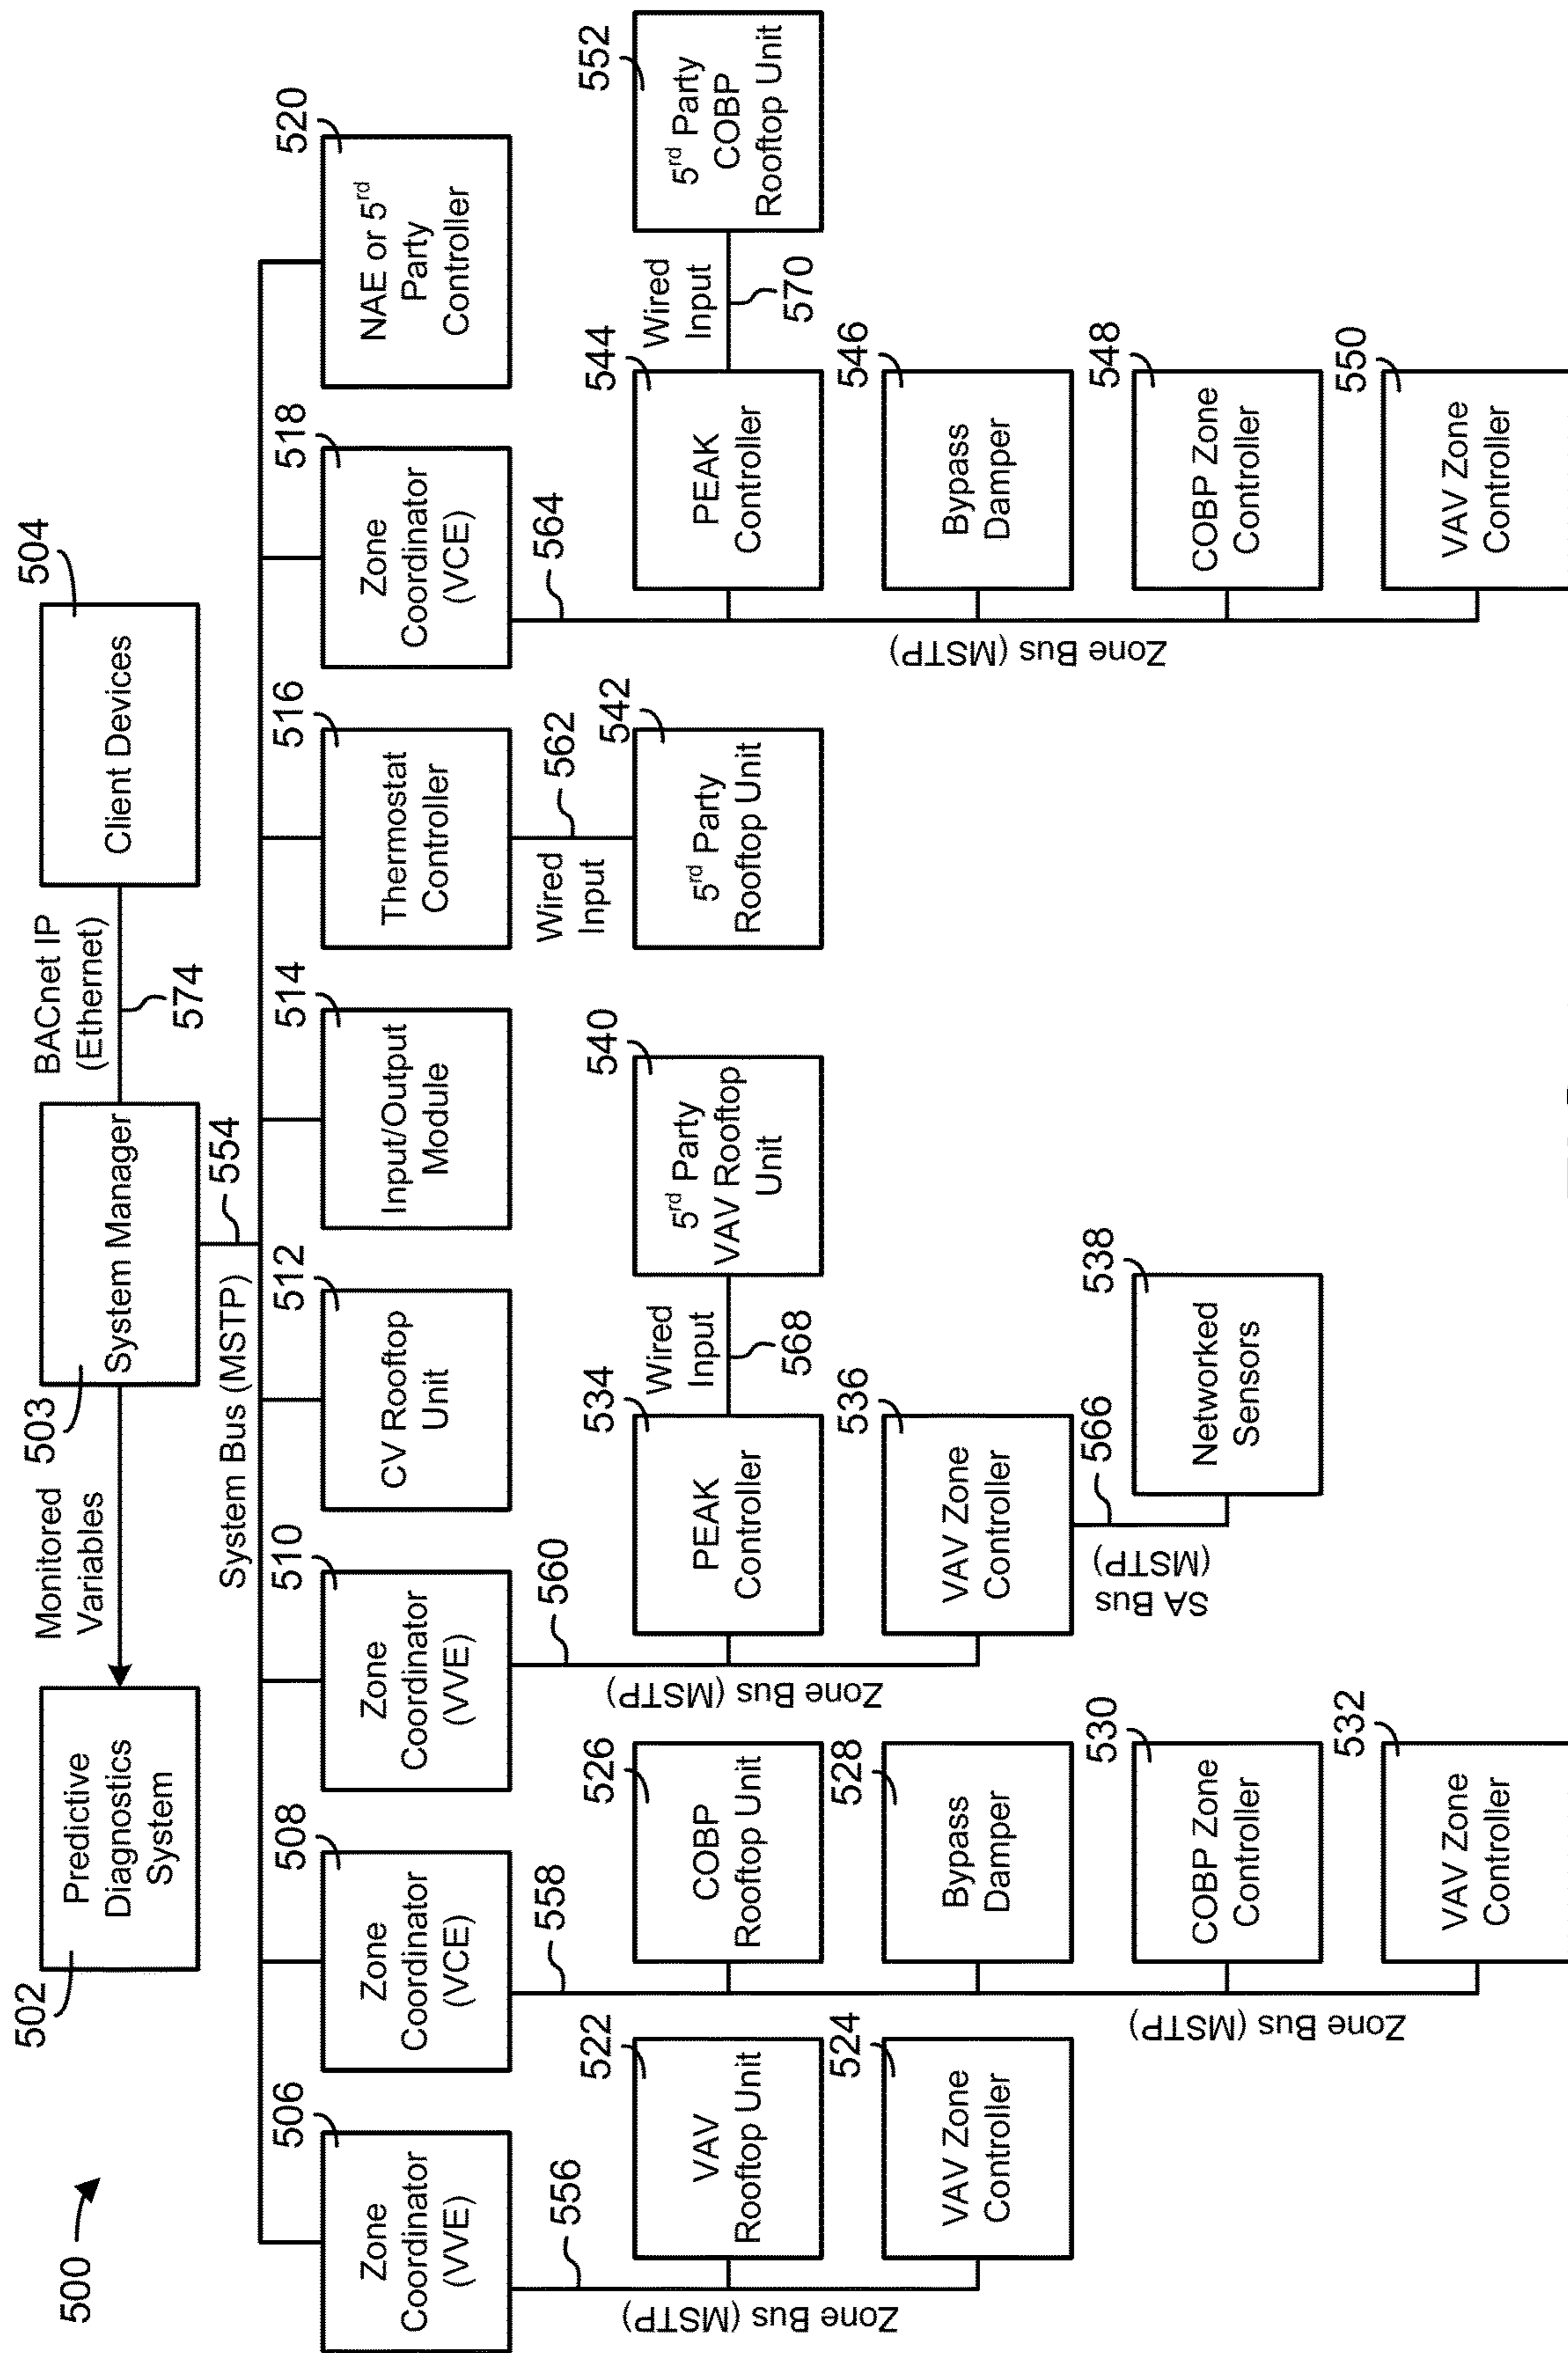 500
502
Predictive
Diagnostics
System
Monitored
Variables
503
System Manager
BACnet IP
(Ethernet)
574
504
Client Devices
System Bus (MSTP)
554
506
Zone
Coordinator
(VVE)
508
Zone
Coordinator
(VCE)
510
Zone
Coordinator
(VVE)
512
CV Rooftop
Unit
514
Input/Output
Module
516
Thermostat
Controller
518
Zone
Coordinator
(VCE)
520
NAE or 5rd
Party
Controller
556
Zone Bus (MSTP)
522
VAV
Rooftop Unit
524
VAV Zone
Controller
558
Zone Bus (MSTP)
526
COBP
Rooftop Unit
528
Bypass
Damper
530
COBP Zone
Controller
532
VAV Zone
Controller
560
Zone Bus (MSTP)
534
PEAK
Controller
Wired
Input
568
540
5rd Party
VAV Rooftop
Unit
536
VAV Zone
Controller
566
SA Bus
(MSTP)
538
Networked
Sensors
562
Wired
Input
542
5rd Party
Rooftop Unit
564
Zone Bus (MSTP)
544
PEAK
Controller
Wired
Input
570
552
5rd Party
COBP
Rooftop Unit
546
Bypass
Damper
548
COBP Zone
Controller
550
VAV Zone
Controller